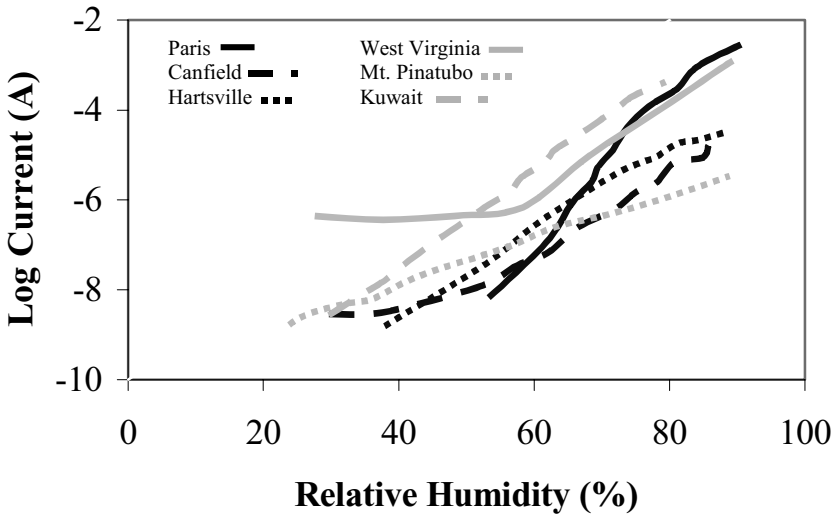 -2
-4
-6
-8
-10
Log Current (A)
Paris
Canfield
Hartsville
West Virginia
Mt. Pinatubo
Kuwait
0 20 40 60 80 100
Relative Humidity (%)